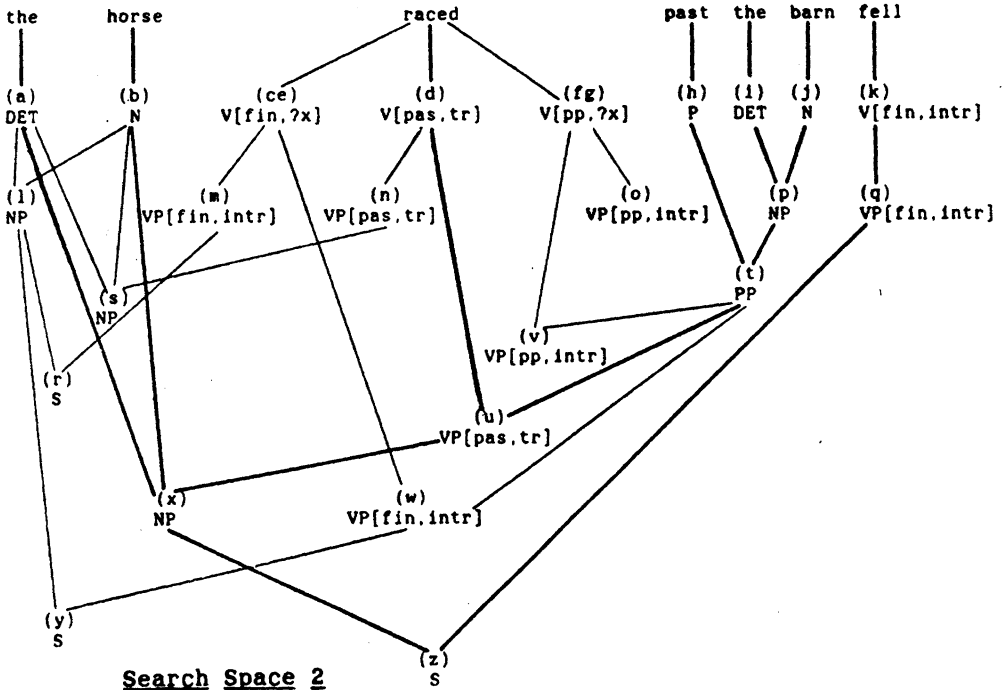 the horse raced past the barn fell
(a) (b) (ce) (d) (fg) (h) (i) (j) (k)
DET N V[fin,?x] V[pas,tr] V[pp,?x] P DET N V[fin,intr]
(l) (m) (n) (o) (p) (q)
NP VP[fin,intr] VP[pas,tr] VP[pp,intr] NP VP[fin,intr]
(t)
PP
(s)
NP
(v)
VP[pp,intr]
(r)
S
(u)
VP[pas,tr]
(x) (w)
NP VP[fin,intr]
(y)
S
(z)
S
Search Space 2